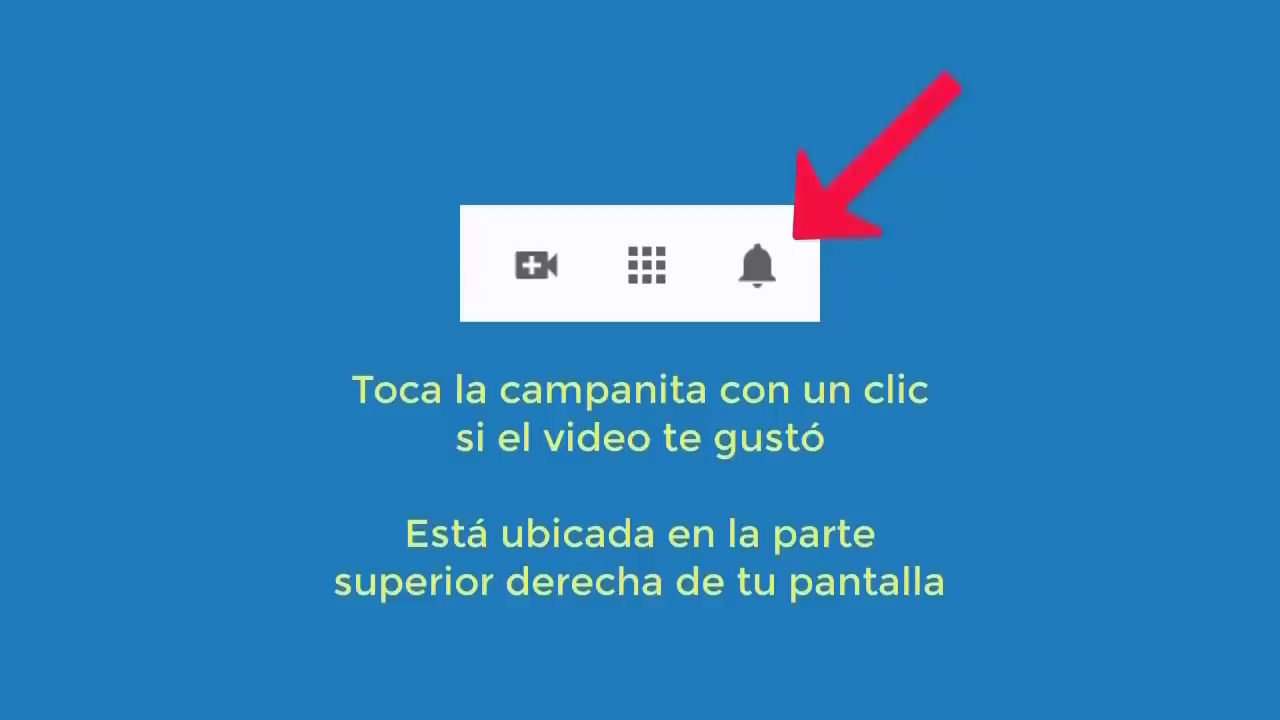 Toca la campanita con un clic
si el video te gustó
Está ubicada en la parte
superior derecha de tu pantalla